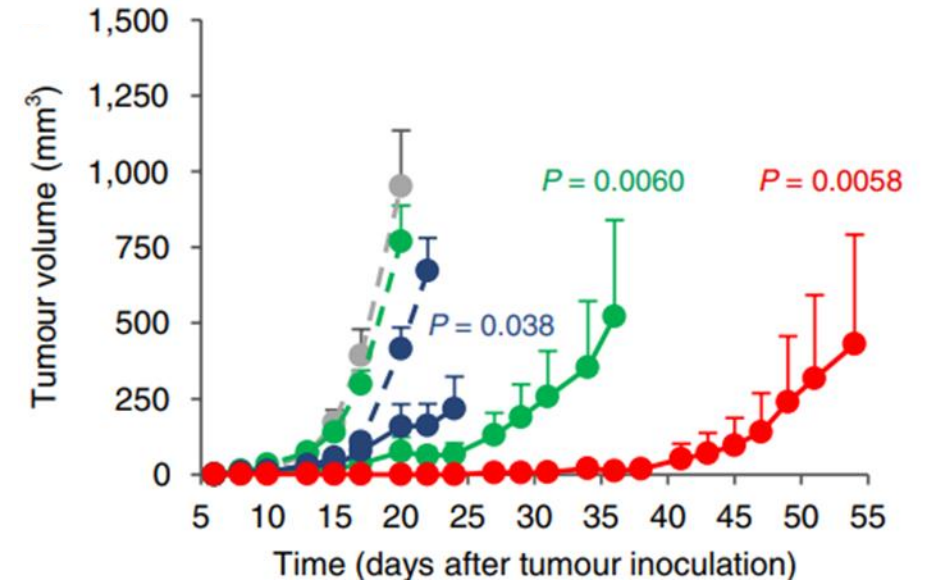 1,500
1,250
1,000
750
500
250
0
Tumour volume (mm³)
P = 0.0060
P = 0.0058
P = 0.038
5 10 15 20 25 30 35 40 45 50 55
Time (days after tumour inoculation)